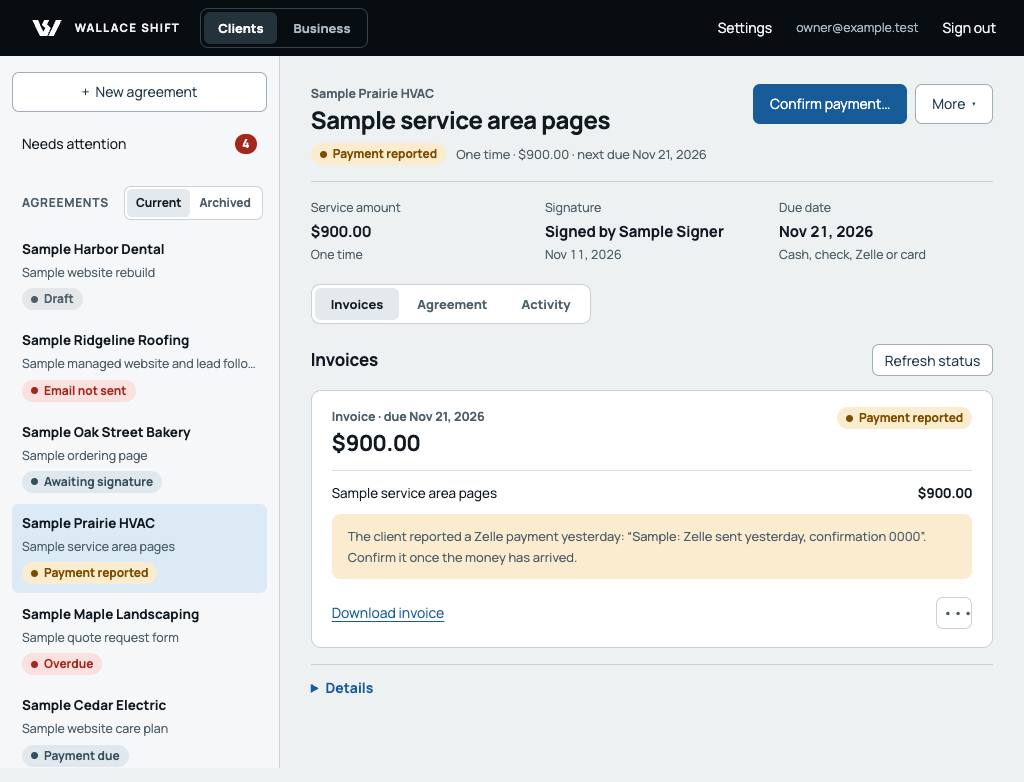 WALLACE SHIFT
Clients
Business
Settings
owner@example.test
Sign out
+ New agreement
Needs attention
4
AGREEMENTS
Current
Archived
Sample Harbor Dental
Sample website rebuild
Draft
Sample Ridgeline Roofing
Sample managed website and lead follo…
Email not sent
Sample Oak Street Bakery
Sample ordering page
Awaiting signature
Sample Prairie HVAC
Sample service area pages
Payment reported
Sample Maple Landscaping
Sample quote request form
Overdue
Sample Cedar Electric
Sample website care plan
Payment due
Sample Prairie HVAC
Sample service area pages
Payment reported
One time · $900.00 · next due Nov 21, 2026
Confirm payment…
More
Service amount
$900.00
One time
Signature
Signed by Sample Signer
Nov 11, 2026
Due date
Nov 21, 2026
Cash, check, Zelle or card
Invoices
Agreement
Activity
Invoices
Refresh status
Invoice · due Nov 21, 2026
Payment reported
$900.00
Sample service area pages
$900.00
The client reported a Zelle payment yesterday: “Sample: Zelle sent yesterday, confirmation 0000”.
Confirm it once the money has arrived.
Download invoice
Details